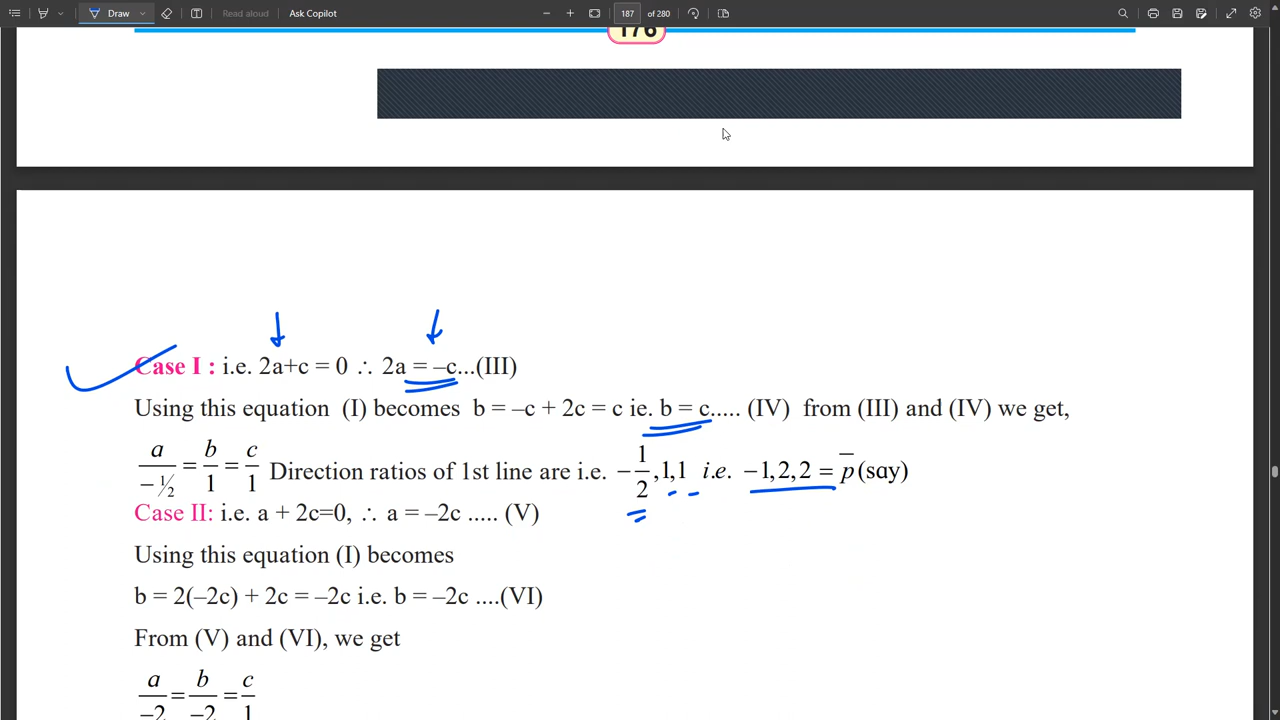 Draw Read aloud Ask Copilot 187 of 280
176
Case I : i.e. 2a+c = 0 ∴ 2a = –c...(III)
Using this equation (I) becomes b = –c + 2c = c ie. b = c..... (IV) from (III) and (IV) we get,
a/(–1/2) = b/1 = c/1 Direction ratios of 1st line are i.e. –1/2,1,1 i.e. –1,2,2 = p̅(say)
Case II: i.e. a + 2c=0, ∴ a = –2c ..... (V)
Using this equation (I) becomes
b = 2(–2c) + 2c = –2c i.e. b = –2c ....(VI)
From (V) and (VI), we get
a/–2 = b/–2 = c/1